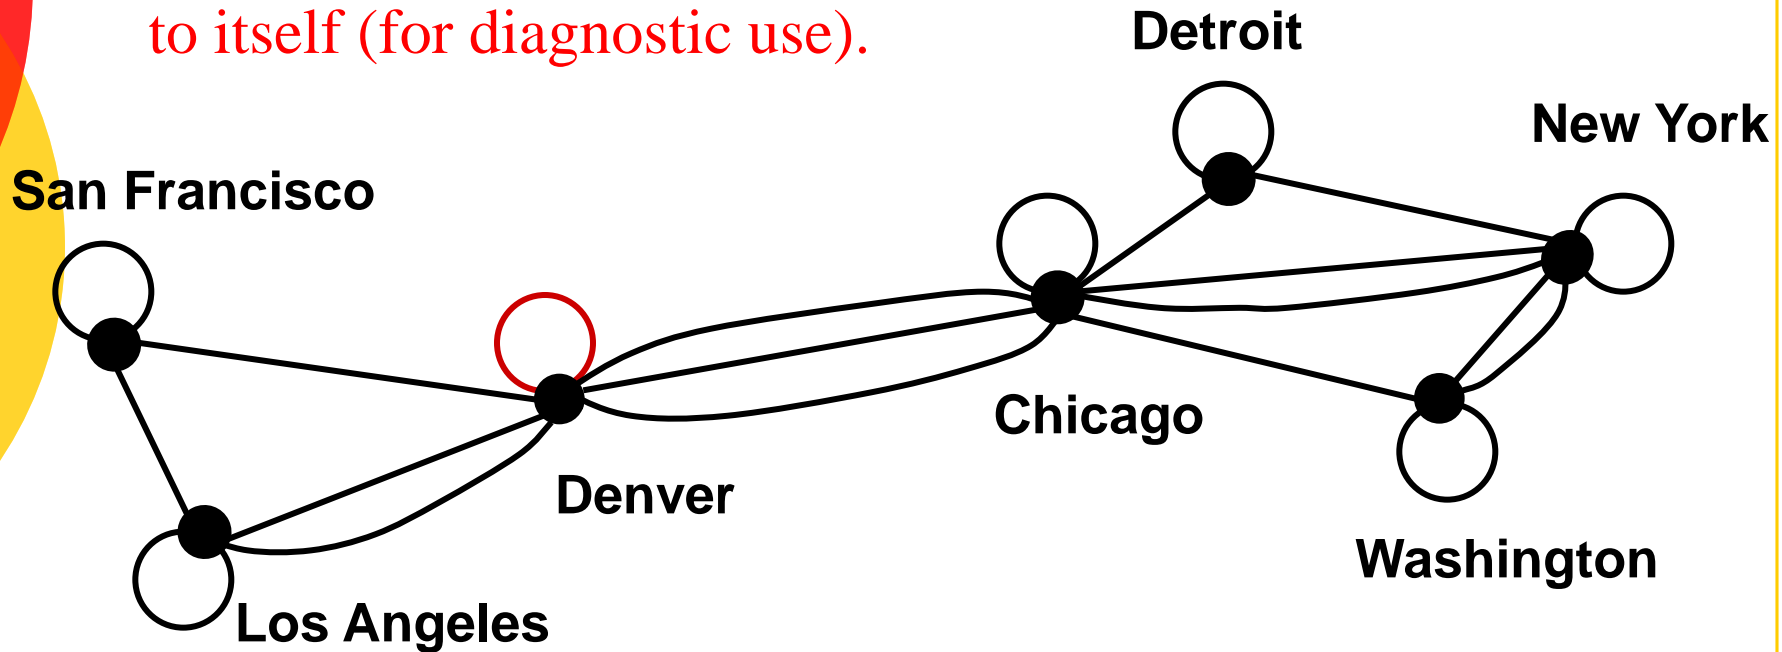 to itself (for diagnostic use).
Detroit
New York
San Francisco
Chicago
Denver
Washington
Los Angeles